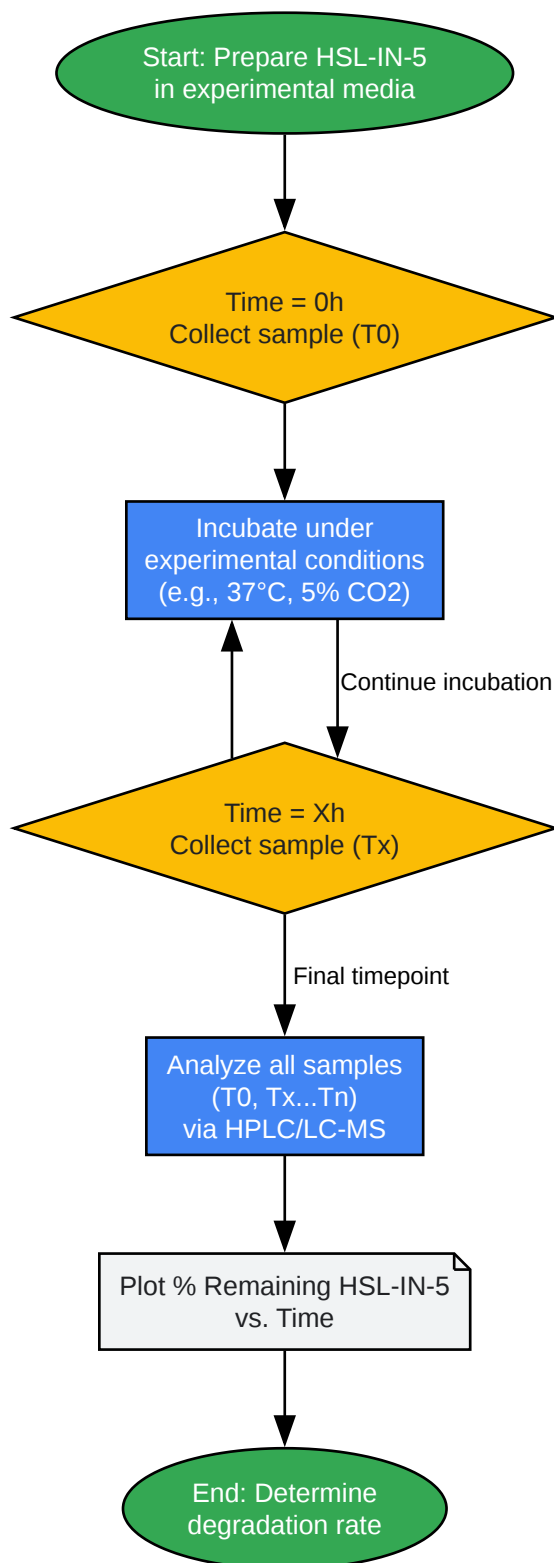 Start: Prepare HSL-IN-5
in experimental media
Time = 0h
Collect sample (T0)
Incubate under
experimental conditions
(e.g., 37°C, 5% CO2)
Continue incubation
Time = Xh
Collect sample (Tx)
Final timepoint
Analyze all samples
(T0, Tx...Tn)
via HPLC/LC-MS
Plot % Remaining HSL-IN-5
vs. Time
End: Determine
degradation rate